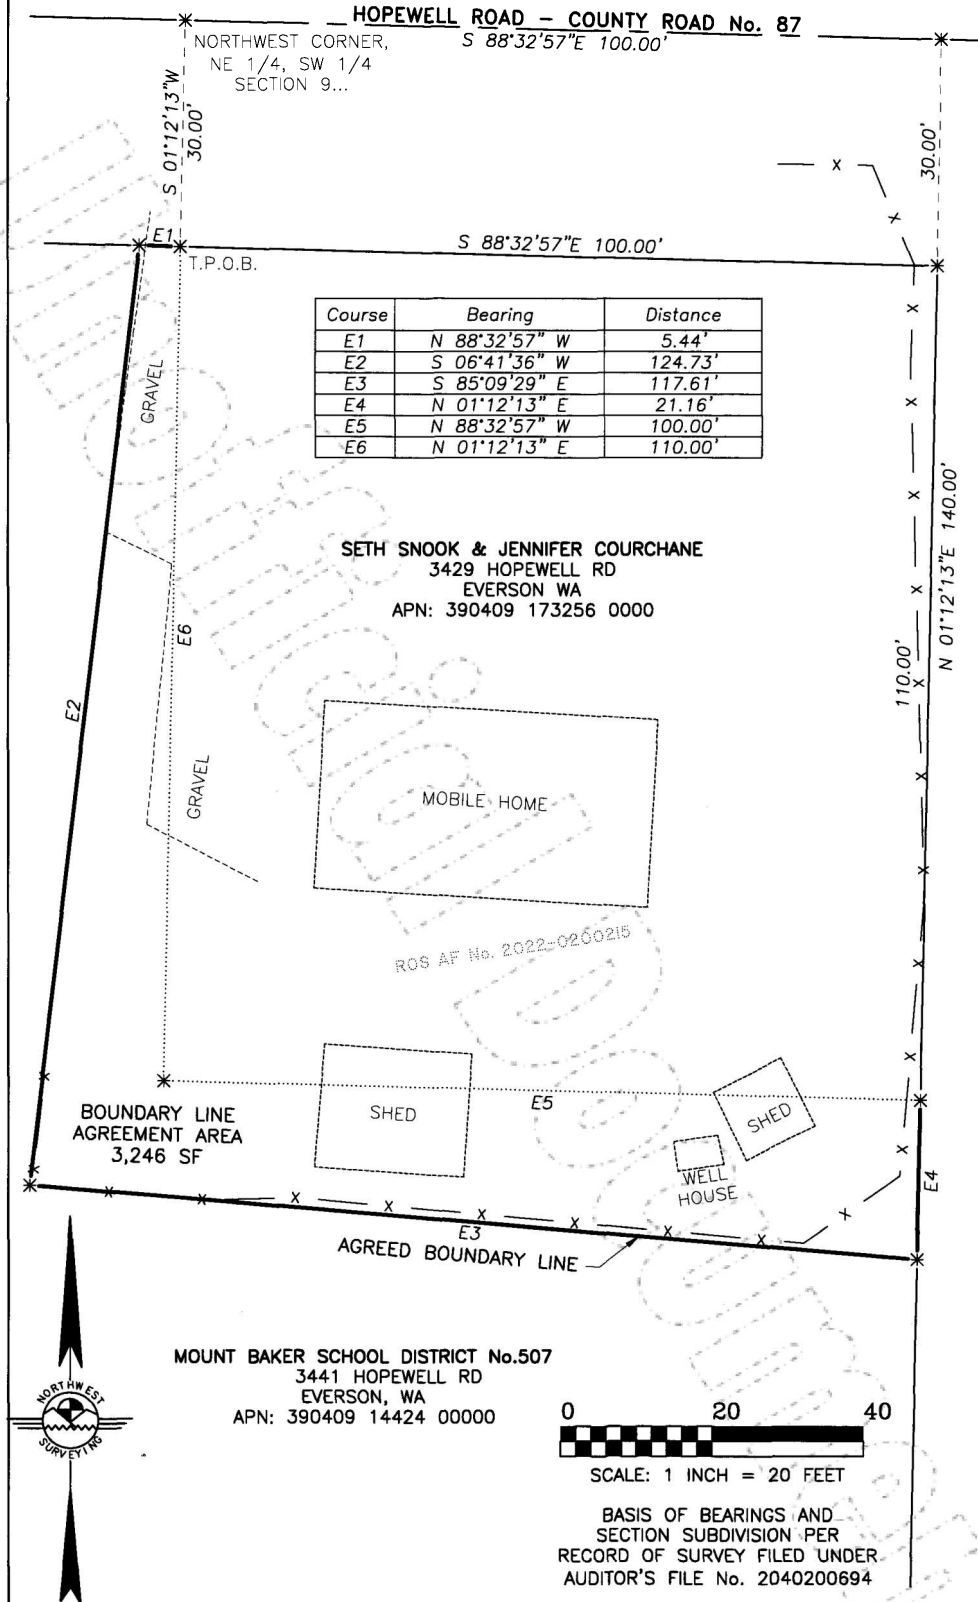 HOPEWELL ROAD - COUNTY ROAD No. 87
S 88°32'57"E 100.00'
NORTHWEST CORNER,
NE 1/4, SW 1/4
SECTION 9...
S 01°12'13"W
30.00'
30.00'
E1
S 88°32'57"E 100.00'
T.P.O.B.
Course Bearing Distance
E1 N 88°32'57" W 5.44'
E2 S 06°41'36" W 124.73'
E3 S 85°09'29" E 117.61'
E4 N 01°12'13" E 21.16'
E5 N 88°32'57" W 100.00'
E6 N 01°12'13" E 110.00'
GRAVEL
N 01°12'13"E 140.00'
SETH SNOOK & JENNIFER COURCHANE
3429 HOPEWELL RD
EVERSON WA
APN: 390409 173256 0000
E6
110.00'
E2
GRAVEL
MOBILE HOME
ROS AF No. 2022-0200215
E5
SHED
SHED
BOUNDARY LINE
AGREEMENT AREA
3,246 SF
WELL
HOUSE
E4
E3
AGREED BOUNDARY LINE
MOUNT BAKER SCHOOL DISTRICT No.507
3441 HOPEWELL RD
EVERSON, WA
APN: 390409 14424 00000
NORTHWEST
SURVEYING
0 20 40
SCALE: 1 INCH = 20 FEET
BASIS OF BEARINGS AND
SECTION SUBDIVISION PER
RECORD OF SURVEY FILED UNDER
AUDITOR'S FILE No. 2040200694
Unofficial Document